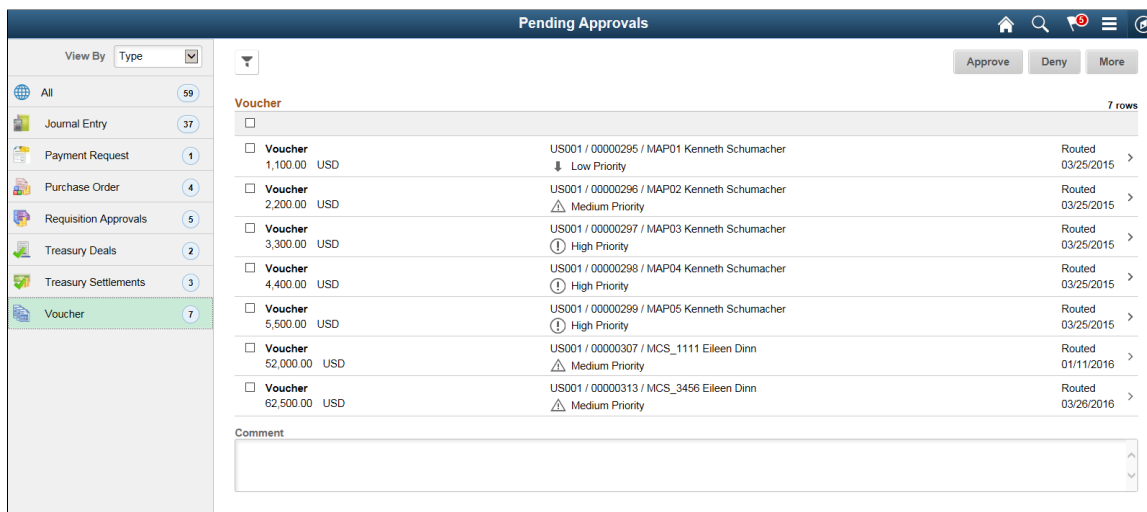 Pending Approvals
5
View By Type
All 59
Journal Entry 37
Payment Request 1
Purchase Order 4
Requisition Approvals 5
Treasury Deals 2
Treasury Settlements 3
Voucher 7
Approve Deny More
Voucher 7 rows
Voucher US001 / 00000295 / MAP01 Kenneth Schumacher Routed
1,100.00 USD Low Priority 03/25/2015
Voucher US001 / 00000296 / MAP02 Kenneth Schumacher Routed
2,200.00 USD Medium Priority 03/25/2015
Voucher US001 / 00000297 / MAP03 Kenneth Schumacher Routed
3,300.00 USD High Priority 03/25/2015
Voucher US001 / 00000298 / MAP04 Kenneth Schumacher Routed
4,400.00 USD High Priority 03/25/2015
Voucher US001 / 00000299 / MAP05 Kenneth Schumacher Routed
5,500.00 USD High Priority 03/25/2015
Voucher US001 / 00000307 / MCS_1111 Eileen Dinn Routed
52,000.00 USD Medium Priority 01/11/2016
Voucher US001 / 00000313 / MCS_3456 Eileen Dinn Routed
62,500.00 USD Medium Priority 03/26/2016
Comment